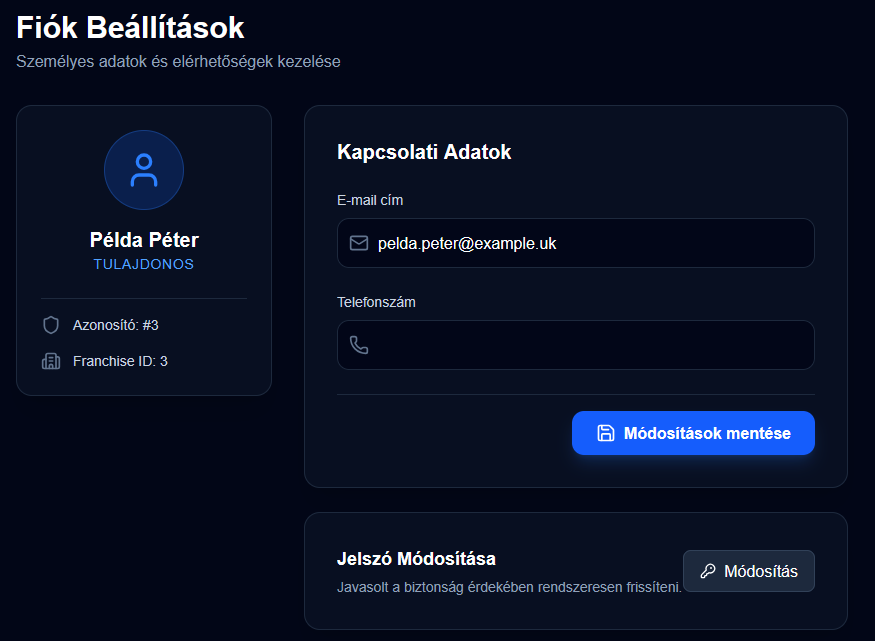 Fiók Beállítások
Személyes adatok és elérhetőségek kezelése
Példa Péter
TULAJDONOS
Azonosító: #3
Franchise ID: 3
Kapcsolati Adatok
E-mail cím
pelda.peter@example.uk
Telefonszám
Módosítások mentése
Jelszó Módosítása
Javasolt a biztonság érdekében rendszeresen frissíteni.
Módosítás